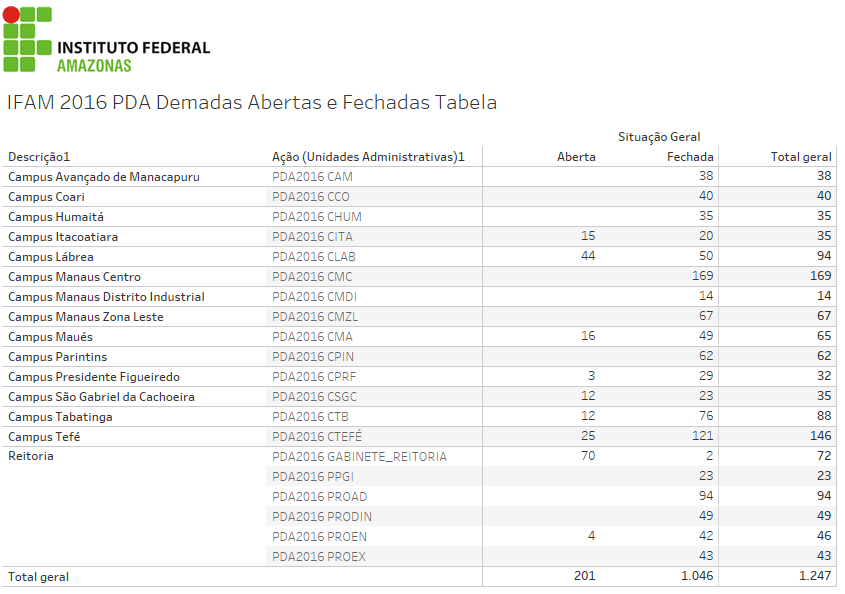 INSTITUTO FEDERAL
AMAZONAS
IFAM 2016 PDA Demadas Abertas e Fechadas Tabela
Situação Geral
Descrição1 Ação (Unidades Administrativas)1 Aberta Fechada Total geral
Campus Avançado de Manacapuru PDA2016 CAM 38 38
Campus Coari PDA2016 CCO 40 40
Campus Humaitá PDA2016 CHUM 35 35
Campus Itacoatiara PDA2016 CITA 15 20 35
Campus Lábrea PDA2016 CLAB 44 50 94
Campus Manaus Centro PDA2016 CMC 169 169
Campus Manaus Distrito Industrial PDA2016 CMDI 14 14
Campus Manaus Zona Leste PDA2016 CMZL 67 67
Campus Maués PDA2016 CMA 16 49 65
Campus Parintins PDA2016 CPIN 62 62
Campus Presidente Figueiredo PDA2016 CPRF 3 29 32
Campus São Gabriel da Cachoeira PDA2016 CSGC 12 23 35
Campus Tabatinga PDA2016 CTB 12 76 88
Campus Tefé PDA2016 CTEFÉ 25 121 146
Reitoria PDA2016 GABINETE_REITORIA 70 2 72
PDA2016 PPGI 23 23
PDA2016 PROAD 94 94
PDA2016 PRODIN 49 49
PDA2016 PROEN 4 42 46
PDA2016 PROEX 43 43
Total geral 201 1.046 1.247